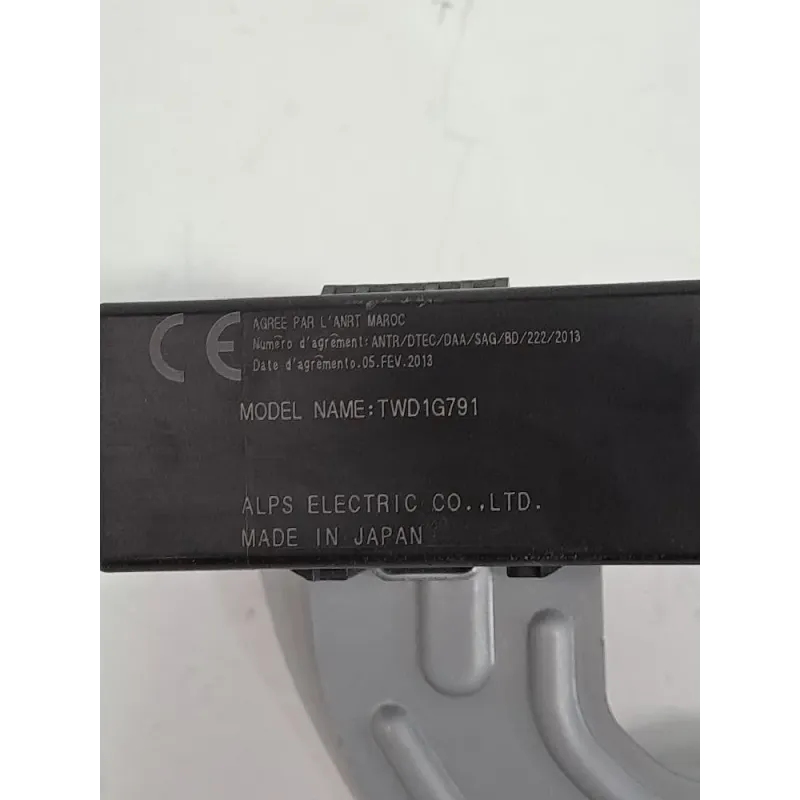 CE
AGREE PAR L'ANRT MAROC
Numéro d'agrément:ANTR/DTEC/DAA/SAG/BD/222/2013
Date d'agrémento.05.FEV.2013
MODEL NAME:TWD1G791
ALPS ELECTRIC CO.,LTD.
MADE IN JAPAN